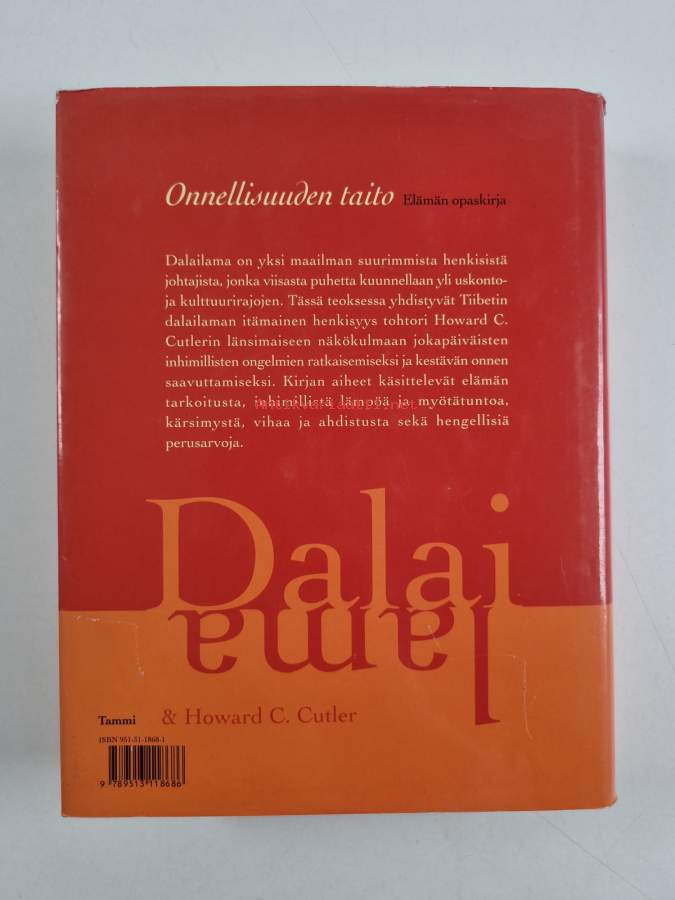 Onnellisuuden taito Elämän opaskirja
Dalailama on yksi maailman suurimmista henkisistä
johtajista, jonka viisasta puhetta kuunnellaan yli uskonto-
ja kulttuurirajojen. Tässä teoksessa yhdistyvät Tiibetin
dalailaman itämainen henkisyys tohtori Howard C.
Cutlerin länsimaiseen näkökulmaan jokapäiväisten
inhimillisten ongelmien ratkaisemiseksi ja kestävän onnen
saavuttamiseksi. Kirjan aiheet käsittelevät elämän
tarkoitusta, inhimillistä lämpöä ja myötätuntoa,
kärsimystä, vihaa ja ahdistusta sekä hengellisiä
perusarvoja.
Dalai
lama
& Howard C. Cutler
Tammi
ISBN 951-31-1868-1
9 789513 118686